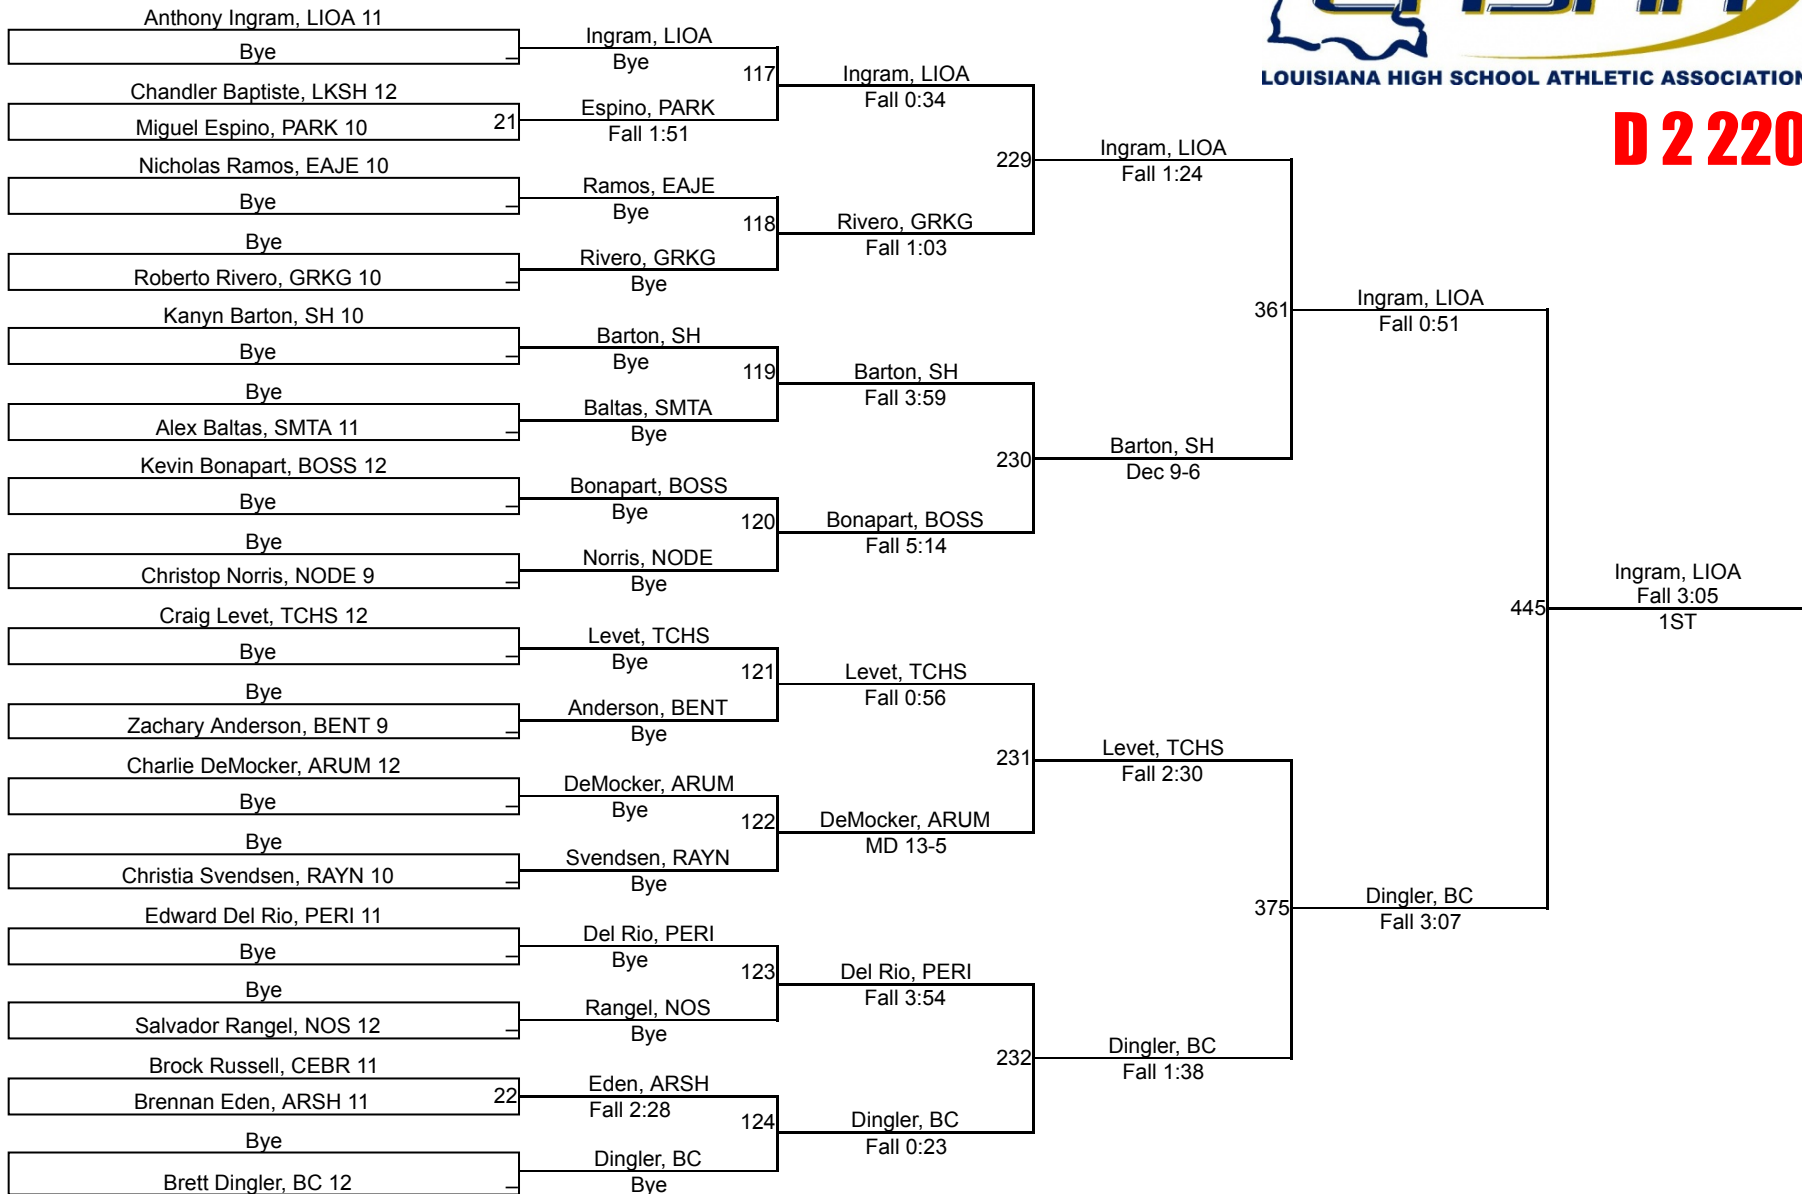 LOUISIANA HIGH SCHOOL ATHLETIC ASSOCIATION
D 2 220
Anthony Ingram, LIOA 11
Bye
Chandler Baptiste, LKSH 12
Miguel Espino, PARK 10
21
Nicholas Ramos, EAJE 10
Bye
Bye
Roberto Rivero, GRKG 10
Kanyn Barton, SH 10
Bye
Bye
Alex Baltas, SMTA 11
Kevin Bonapart, BOSS 12
Bye
Bye
Christop Norris, NODE 9
Craig Levet, TCHS 12
Bye
Bye
Zachary Anderson, BENT 9
Charlie DeMocker, ARUM 12
Bye
Bye
Christia Svendsen, RAYN 10
Edward Del Rio, PERI 11
Bye
Bye
Salvador Rangel, NOS 12
Brock Russell, CEBR 11
Brennan Eden, ARSH 11
22
Bye
Brett Dingler, BC 12
Ingram, LIOA
Bye
117
Espino, PARK
Fall 1:51
Ramos, EAJE
Bye
118
Rivero, GRKG
Bye
Barton, SH
Bye
119
Baltas, SMTA
Bye
Bonapart, BOSS
Bye
120
Norris, NODE
Bye
Levet, TCHS
Bye
121
Anderson, BENT
Bye
DeMocker, ARUM
Bye
122
Svendsen, RAYN
Bye
Del Rio, PERI
Bye
123
Rangel, NOS
Bye
Eden, ARSH
Fall 2:28
124
Dingler, BC
Bye
Ingram, LIOA
Fall 0:34
229
Rivero, GRKG
Fall 1:03
Barton, SH
Fall 3:59
230
Bonapart, BOSS
Fall 5:14
Levet, TCHS
Fall 0:56
231
DeMocker, ARUM
MD 13-5
Del Rio, PERI
Fall 3:54
232
Dingler, BC
Fall 0:23
Ingram, LIOA
Fall 1:24
361
Barton, SH
Dec 9-6
Levet, TCHS
Fall 2:30
375
Dingler, BC
Fall 1:38
Ingram, LIOA
Fall 0:51
445
Dingler, BC
Fall 3:07
Ingram, LIOA
Fall 3:05
1ST